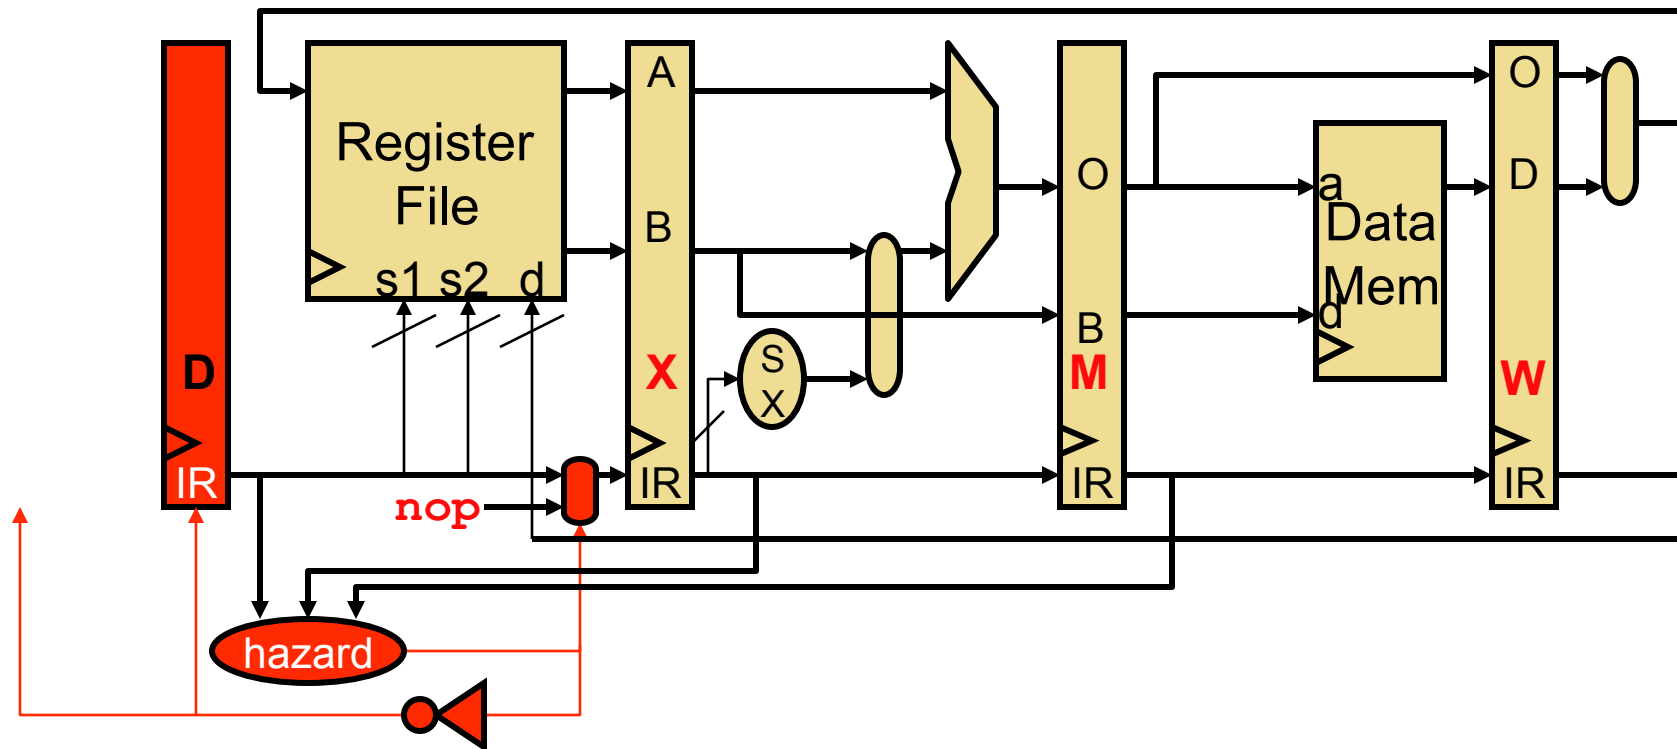 Register
File
s1 s2 d
D
IR
nop
A
B
X
IR
S
X
O
B
M
IR
a
Data
Mem
d
O
D
W
IR
hazard